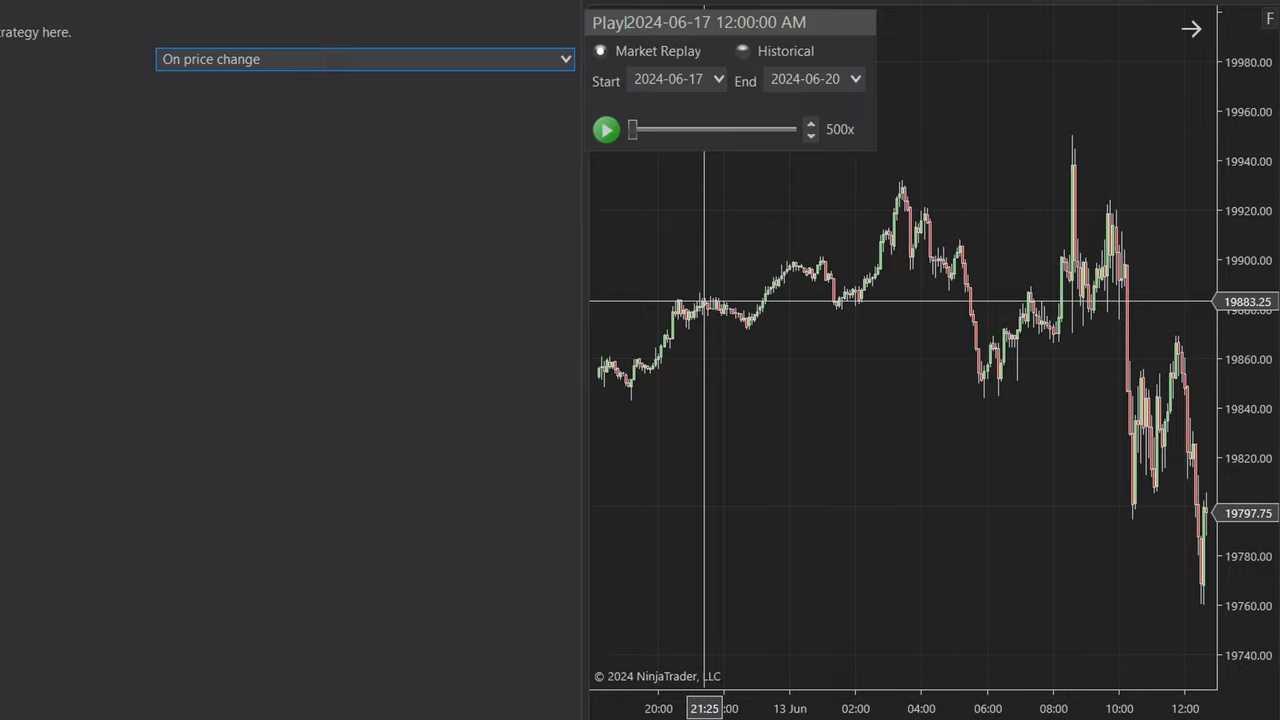 rategy here.
On price change
Playl2024-06-17 12:00:00 AM
Market Replay Historical
Start 2024-06-17 End 2024-06-20
500x
F
19980.00
19960.00
19940.00
19920.00
19900.00
19883.25
19860.00
19840.00
19820.00
19797.75
19780.00
19760.00
19740.00
© 2024 NinjaTrader, LLC
20:00 21:25 :00 13 Jun 02:00 04:00 06:00 08:00 10:00 12:00